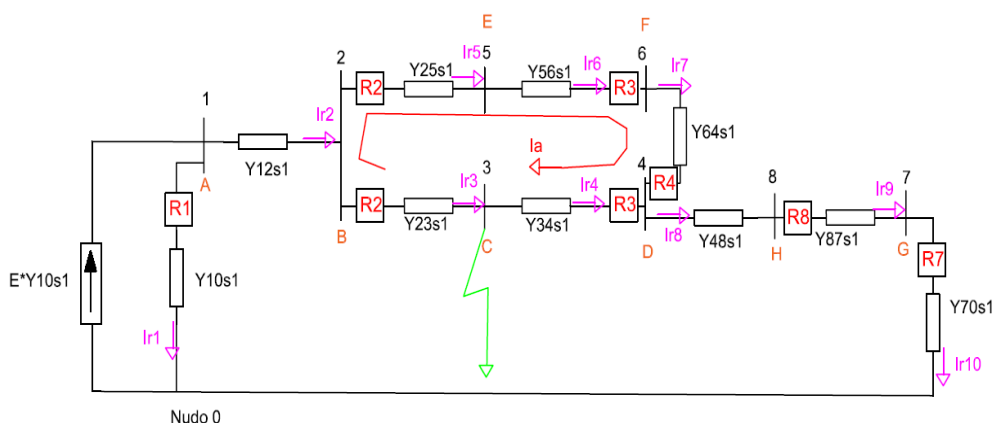 E
F
Ir5
5
Ir6
6
Ir7
2
Y25s1
Y56s1
R2
R3
1
Ir2
Y64s1
Ia
Y12s1
3
4
A
Ir3
Ir4
R4
8
Ir9
7
R1
R2
R3
R8
Y23s1
Y34s1
Ir8
Y48s1
Y87s1
B
C
D
H
G
R7
E*Y10s1
Y10s1
Y70s1
Ir1
Ir10
Nudo 0